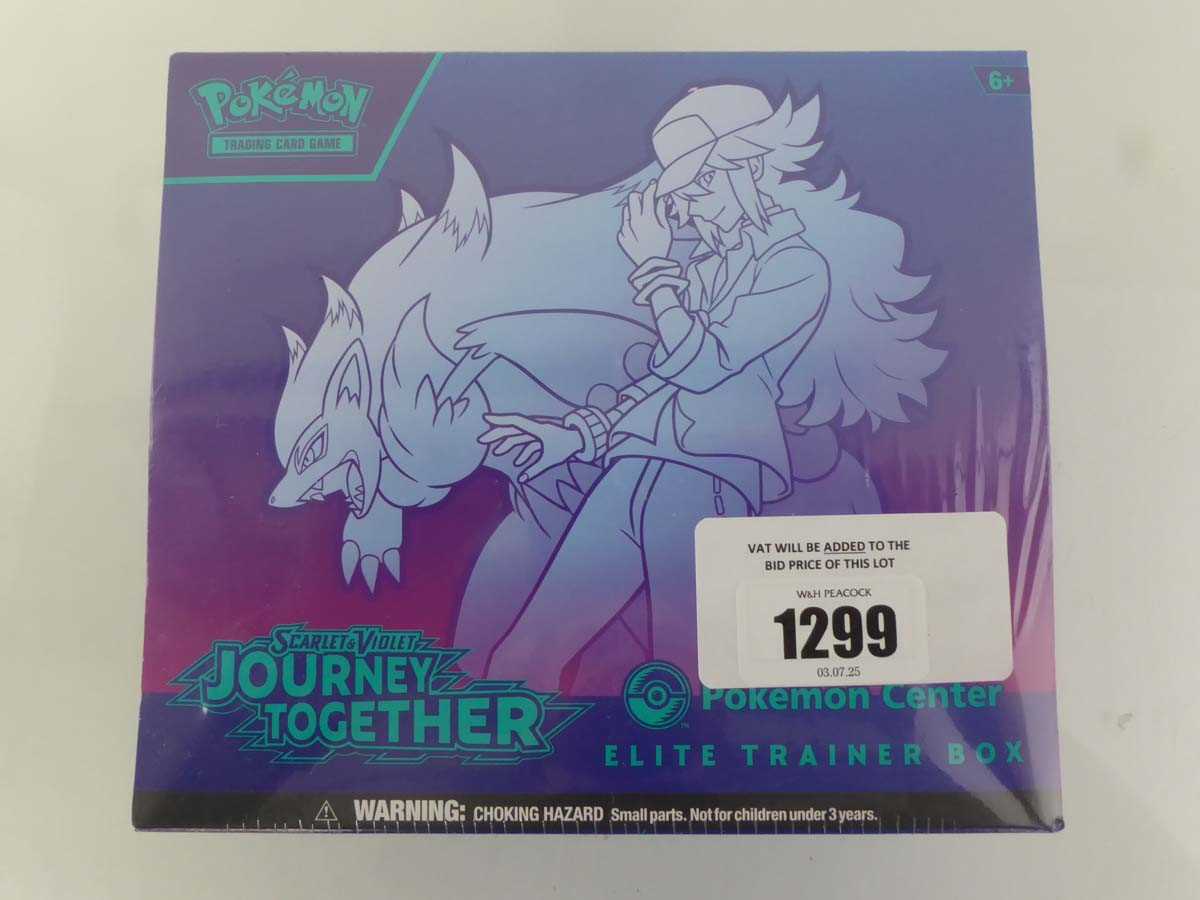 POKéMON
TRADING CARD GAME
6+
VAT WILL BE ADDED TO THE
BID PRICE OF THIS LOT
W&H PEACOCK
1299
03.07.25
SCARLET & VIOLET
JOURNEY
TOGETHER
Pokémon Center
TM
ELITE TRAINER BOX
⚠ WARNING: CHOKING HAZARD Small parts. Not for children under 3 years.